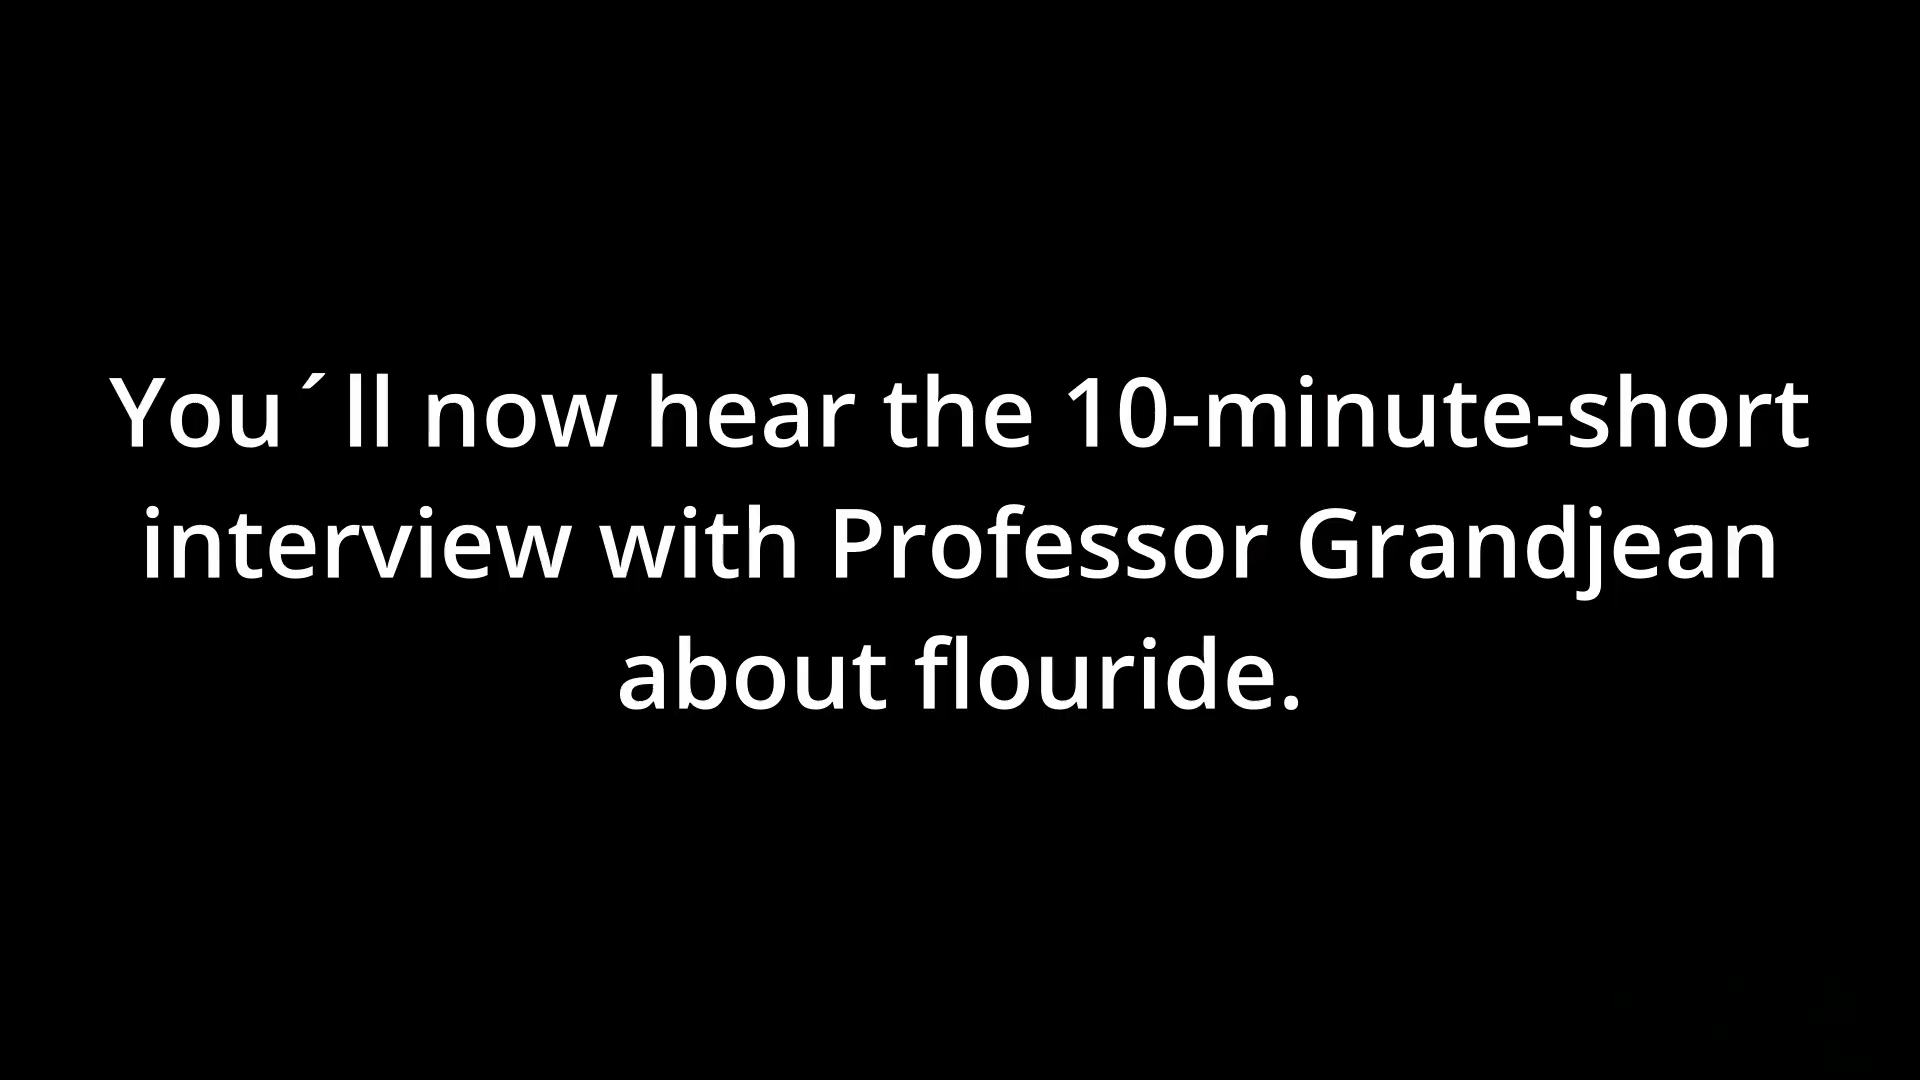 You´ll now hear the 10-minute-short
interview with Professor Grandjean
about flouride.